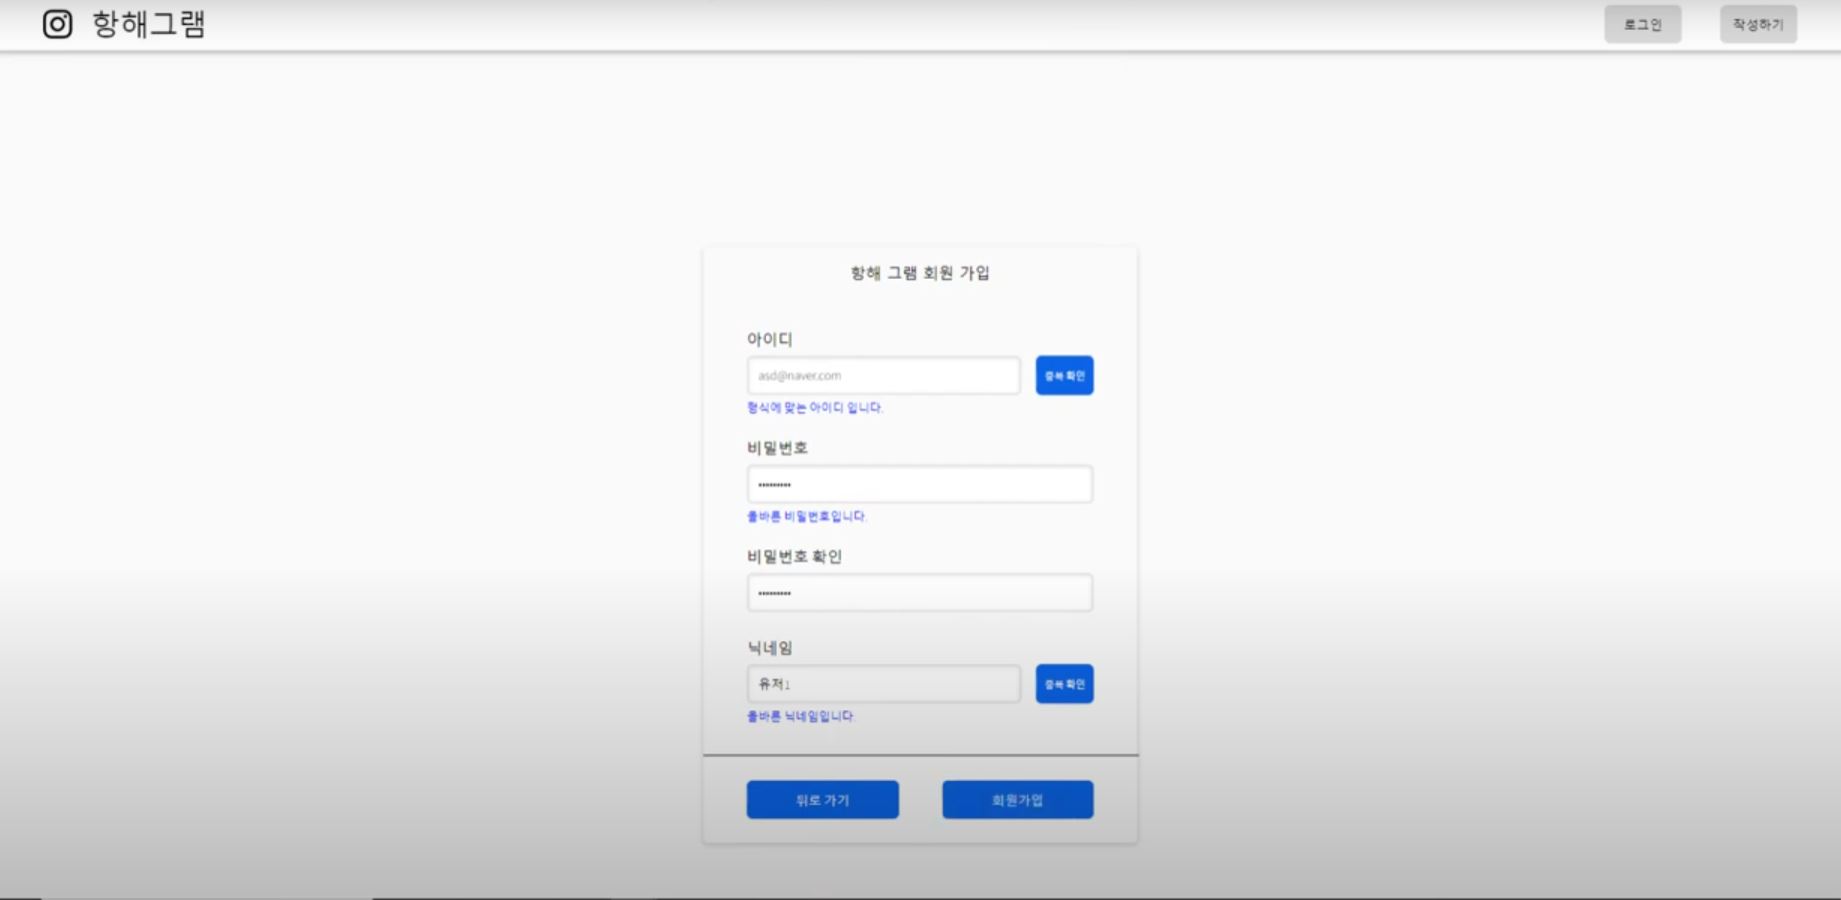 항해그램
로그인
작성하기
항해 그램 회원 가입
아이디
asd@naver.com
중복 확인
형식에 맞는 아이디 입니다.
비밀번호
올바른 비밀번호입니다.
비밀번호 확인
닉네임
유저1
중복 확인
올바른 닉네임입니다.
뒤로 가기
회원가입